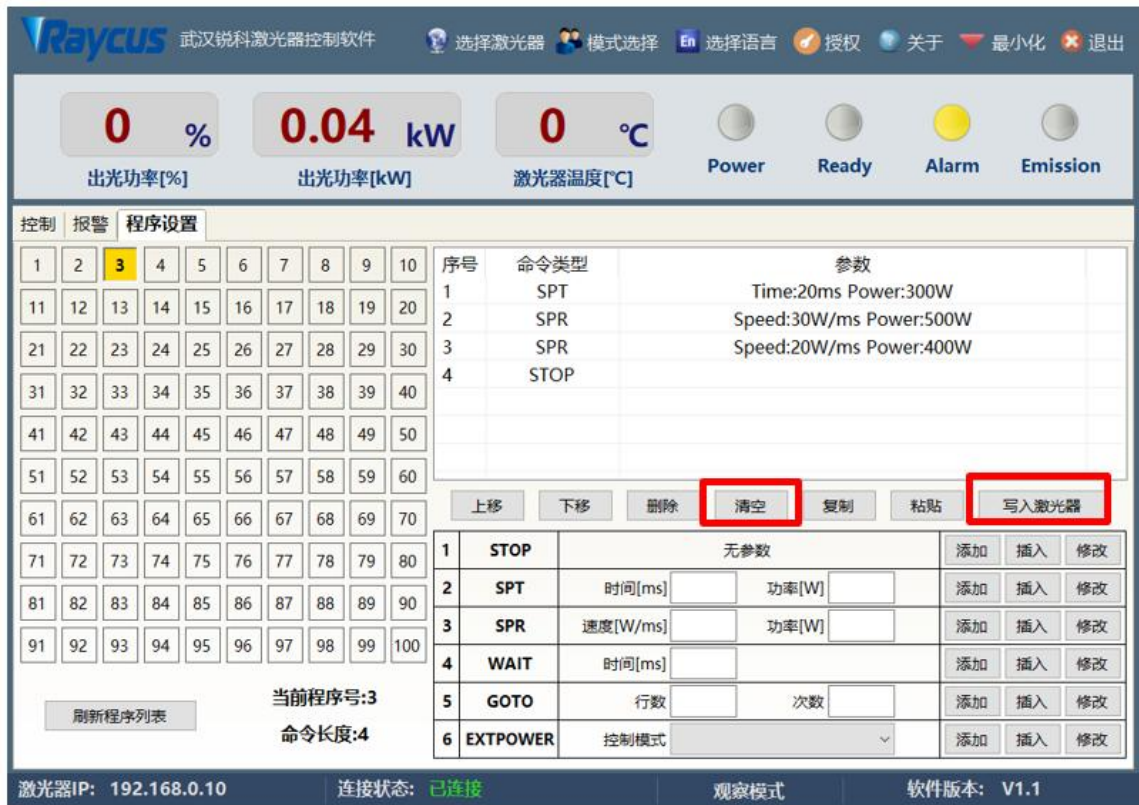 Raycus 武汉锐科激光器控制软件 选择激光器 模式选择 En 选择语言 授权 关于 最小化 退出
0 % 0.04 kW 0 ℃
出光功率[%] 出光功率[kW] 激光器温度[℃] Power Ready Alarm Emission
控制 报警 程序设置
1 2 3 4 5 6 7 8 9 10
11 12 13 14 15 16 17 18 19 20
21 22 23 24 25 26 27 28 29 30
31 32 33 34 35 36 37 38 39 40
41 42 43 44 45 46 47 48 49 50
51 52 53 54 55 56 57 58 59 60
61 62 63 64 65 66 67 68 69 70
71 72 73 74 75 76 77 78 79 80
81 82 83 84 85 86 87 88 89 90
91 92 93 94 95 96 97 98 99 100
刷新程序列表
当前程序号:3
命令长度:4
序号 命令类型 参数
1 SPT Time:20ms Power:300W
2 SPR Speed:30W/ms Power:500W
3 SPR Speed:20W/ms Power:400W
4 STOP
上移 下移 删除 清空 复制 粘贴 写入激光器
1 STOP 无参数 添加 插入 修改
2 SPT 时间[ms] 功率[W] 添加 插入 修改
3 SPR 速度[W/ms] 功率[W] 添加 插入 修改
4 WAIT 时间[ms] 添加 插入 修改
5 GOTO 行数 次数 添加 插入 修改
6 EXTPOWER 控制模式 添加 插入 修改
激光器IP: 192.168.0.10 连接状态: 已连接 观察模式 软件版本: V1.1